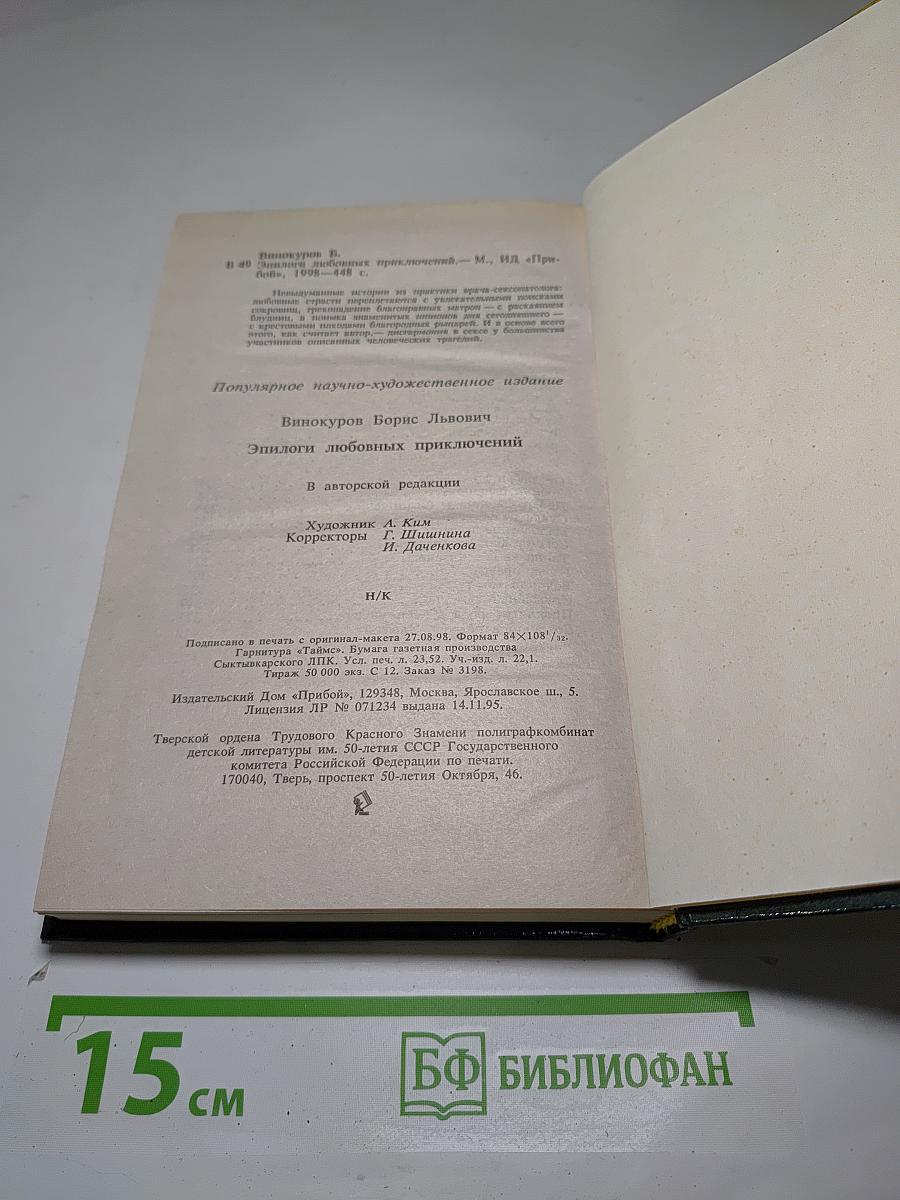 Винокуров Б.
В 49 Эпилоги любовных приключений.— М., ИД «При-
бой», 1998—448 с.
Невыдуманные истории из практики врача-сексопатолога:
любовные страсти переплетаются с увлекательными поисками
сокровищ, грехопадение благонравных матрон — с раскаянием
блудниц, а поимка знаменитых шпионов дня сегодняшнего —
с крестовыми походами благородных рыцарей. И в основе всего
этого, как считает автор,— дисгармония в сексе у большинства
участников описанных человеческих трагедий.
Популярное научно-художественное издание
Винокуров Борис Львович
Эпилоги любовных приключений
В авторской редакции
Художник А. Ким
Корректоры Г. Шишнина
И. Даченкова
Н/К
Подписано в печать с оригинал-макета 27.08.98. Формат 84×108¹/₃₂.
Гарнитура «Таймс». Бумага газетная производства
Сыктывкарского ЛПК. Усл. печ. л. 23,52. Уч.-изд. л. 22,1.
Тираж 50 000 экз. С 12. Заказ № 3198.
Издательский Дом «Прибой», 129348, Москва, Ярославское ш., 5.
Лицензия ЛР № 071234 выдана 14.11.95.
Тверской ордена Трудового Красного Знамени полиграфкомбинат
детской литературы им. 50-летия СССР Государственного
комитета Российской Федерации по печати.
170040, Тверь, проспект 50-летия Октября, 46.
15 см
БФ БИБЛИОФАН